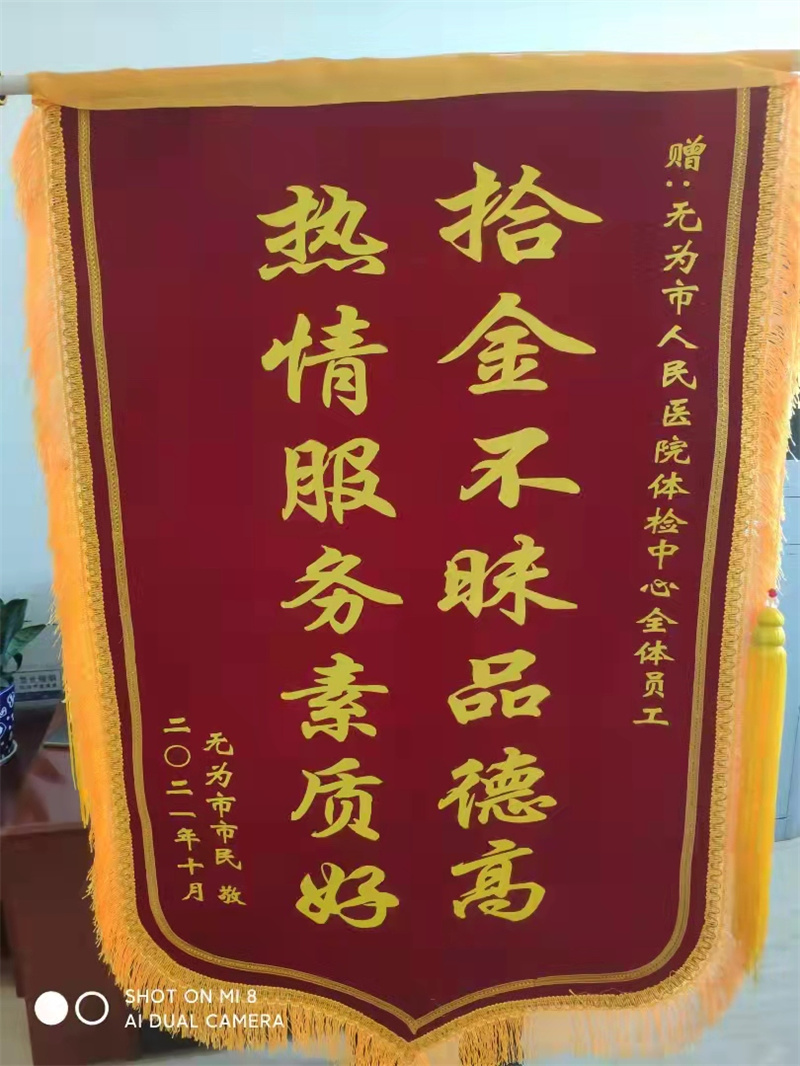 赠:无为市人民医院体检中心全体员工
拾金不昧品德高
热情服务素质好
无为市市民 敬
二〇二一年十月
SHOT ON MI 8
AI DUAL CAMERA